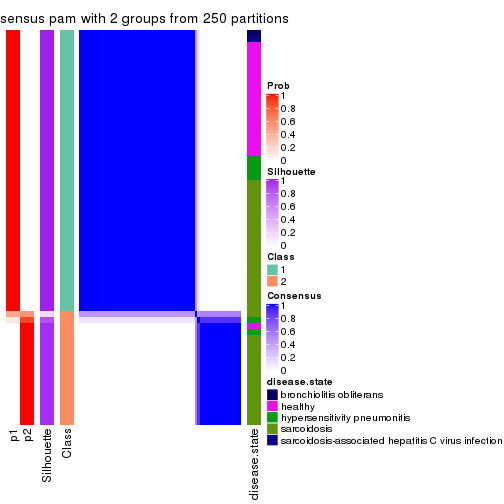 sensus pam with 2 groups from 250 partitions
Prob
1
0.8
0.6
0.4
0.2
0
Silhouette
1
0.8
0.6
0.4
0.2
0
Class
1
2
Consensus
1
0.8
0.6
0.4
0.2
0
disease.state
bronchiolitis obliterans
healthy
hypersensitivity pneumonitis
sarcoidosis
sarcoidosis-associated hepatitis C virus infection
p1
p2
Silhouette
Class
disease.state